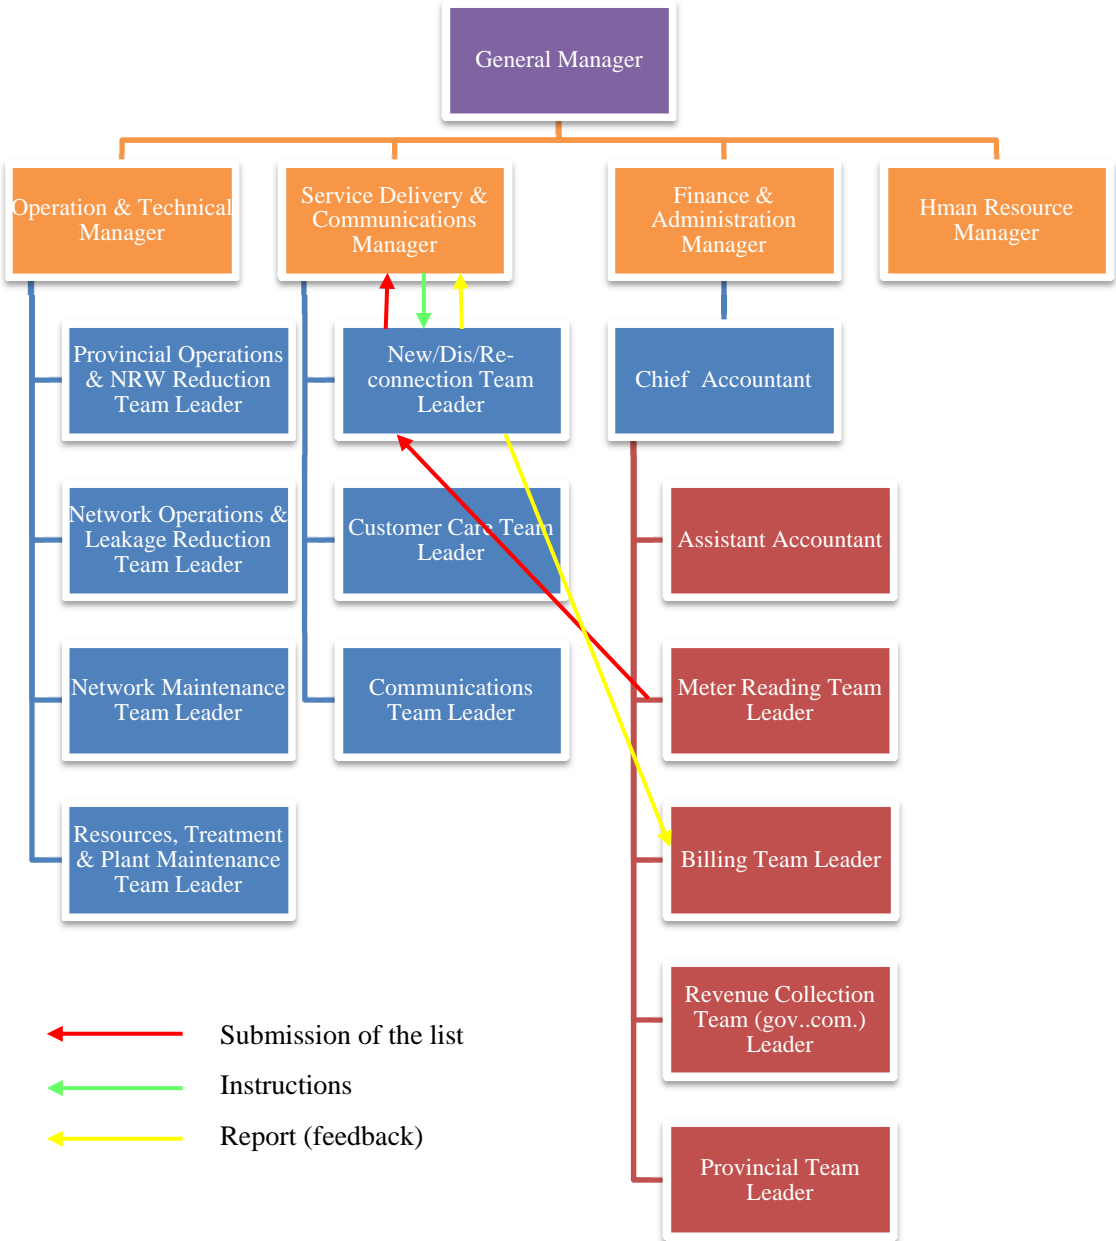 General Manager
Operation & Technical
Manager
Service Delivery &
Communications
Manager
Finance &
Administration
Manager
Hman Resource
Manager
Provincial Operations
& NRW Reduction
Team Leader
New/Dis/Re-
connection Team
Leader
Chief  Accountant
Network Operations &
Leakage Reduction
Team Leader
Customer Care Team
Leader
Assistant Accountant
Network Maintenance
Team Leader
Communications
Team Leader
Meter Reading Team
Leader
Resources, Treatment
& Plant Maintenance
Team Leader
Billing Team Leader
Revenue Collection
Team (gov..com.)
Leader
Provincial Team
Leader
Submission of the list
Instructions
Report (feedback)